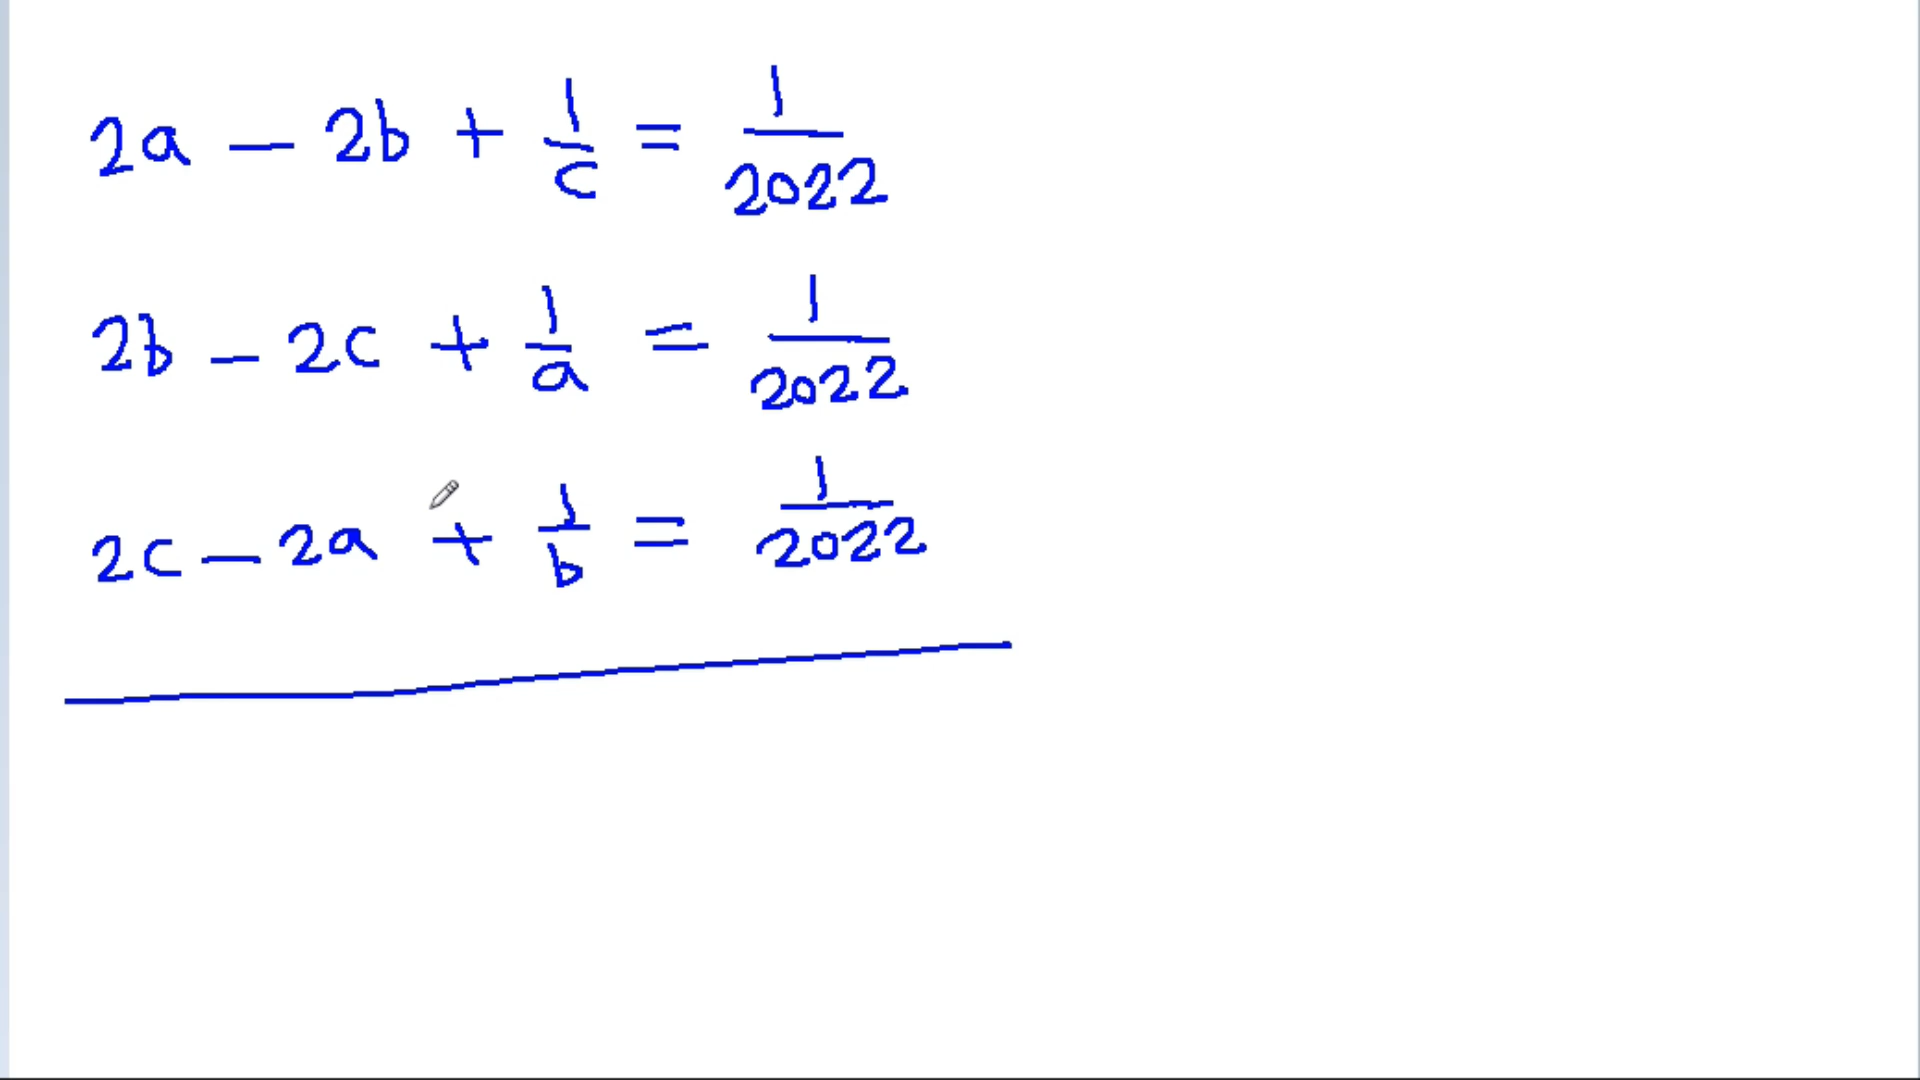 2a - 2b + 1/c = 1/2022
2b - 2c + 1/a = 1/2022
2c - 2a + 1/b = 1/2022